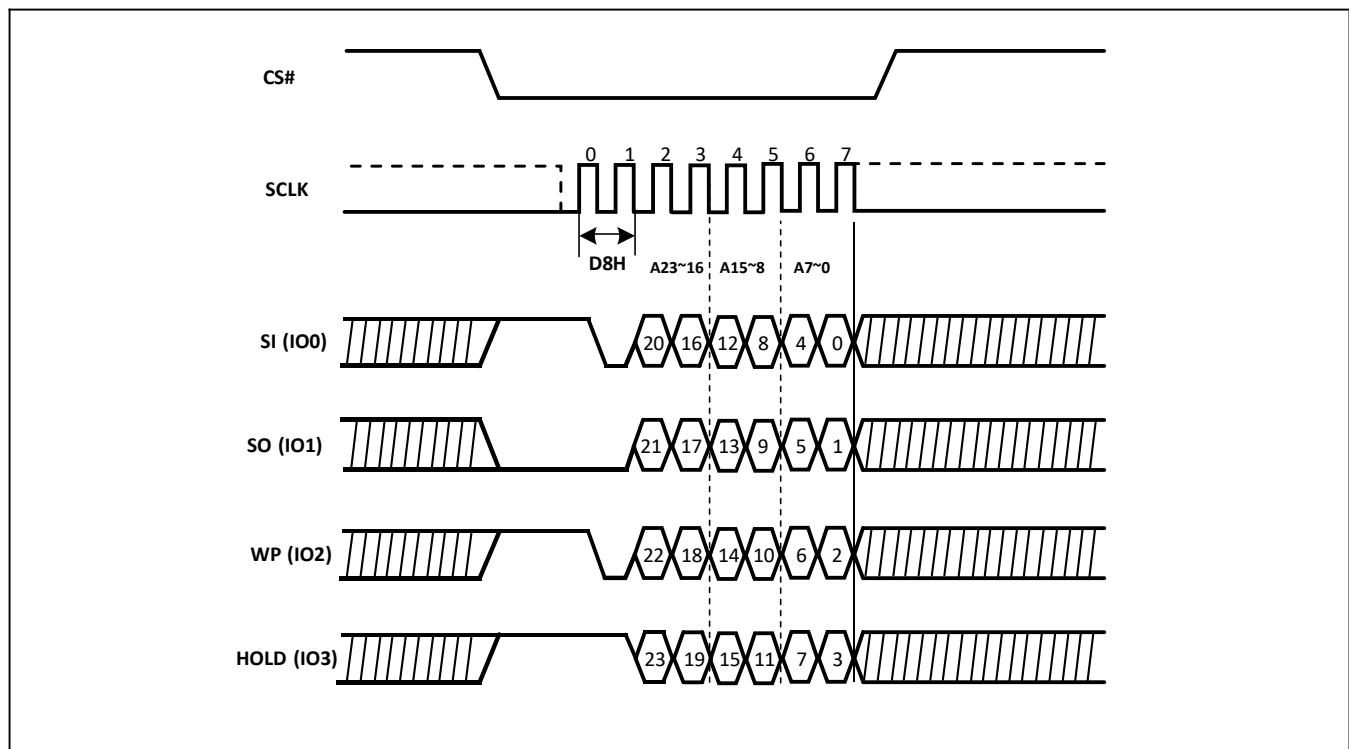 CS#
0 1 2 3 4 5 6 7
SCLK
D8H A23~16 A15~8 A7~0
SI (IO0) 20 16 12 8 4 0
SO (IO1) 21 17 13 9 5 1
WP (IO2) 22 18 14 10 6 2
HOLD (IO3) 23 19 15 11 7 3